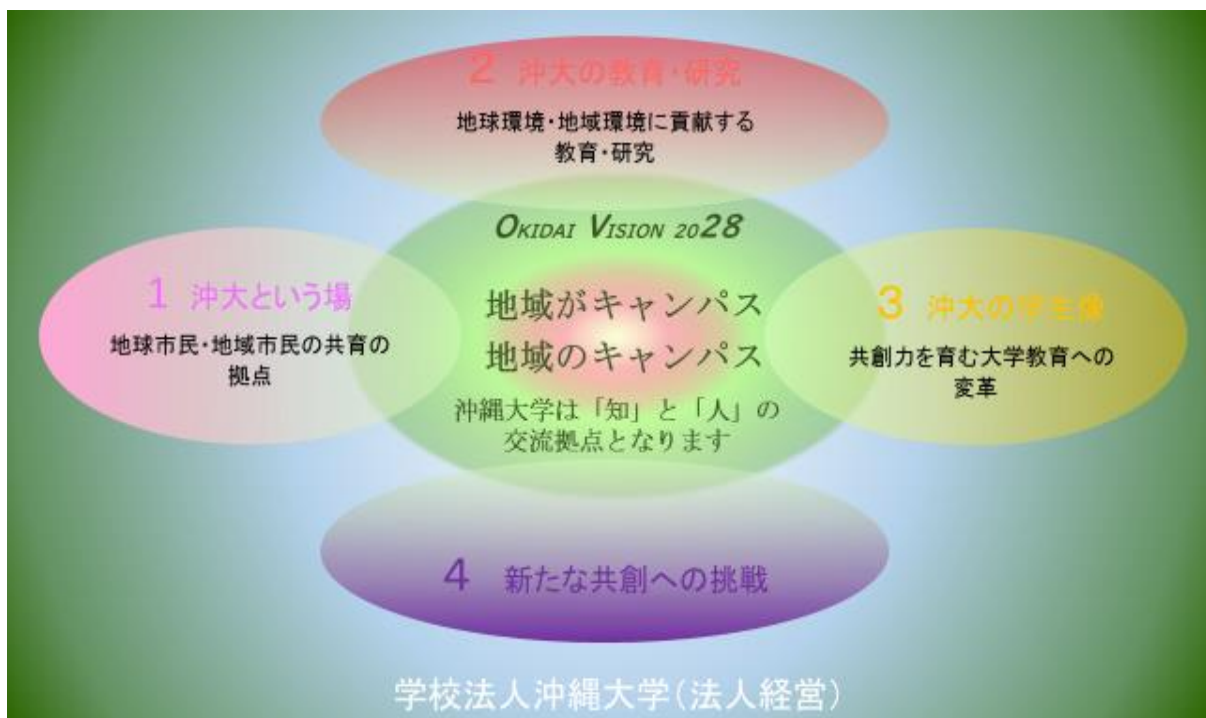 2 沖大の教育・研究
地球環境・地域環境に貢献する
教育・研究
OKIDAI VISION 2028
地域がキャンパス
地域のキャンパス
沖縄大学は「知」と「人」の
交流拠点となります
1 沖大という場
地球市民・地域市民の共育の
拠点
3 沖大の学生像
共創力を育む大学教育への
変革
4 新たな共創への挑戦
学校法人沖縄大学(法人経営)